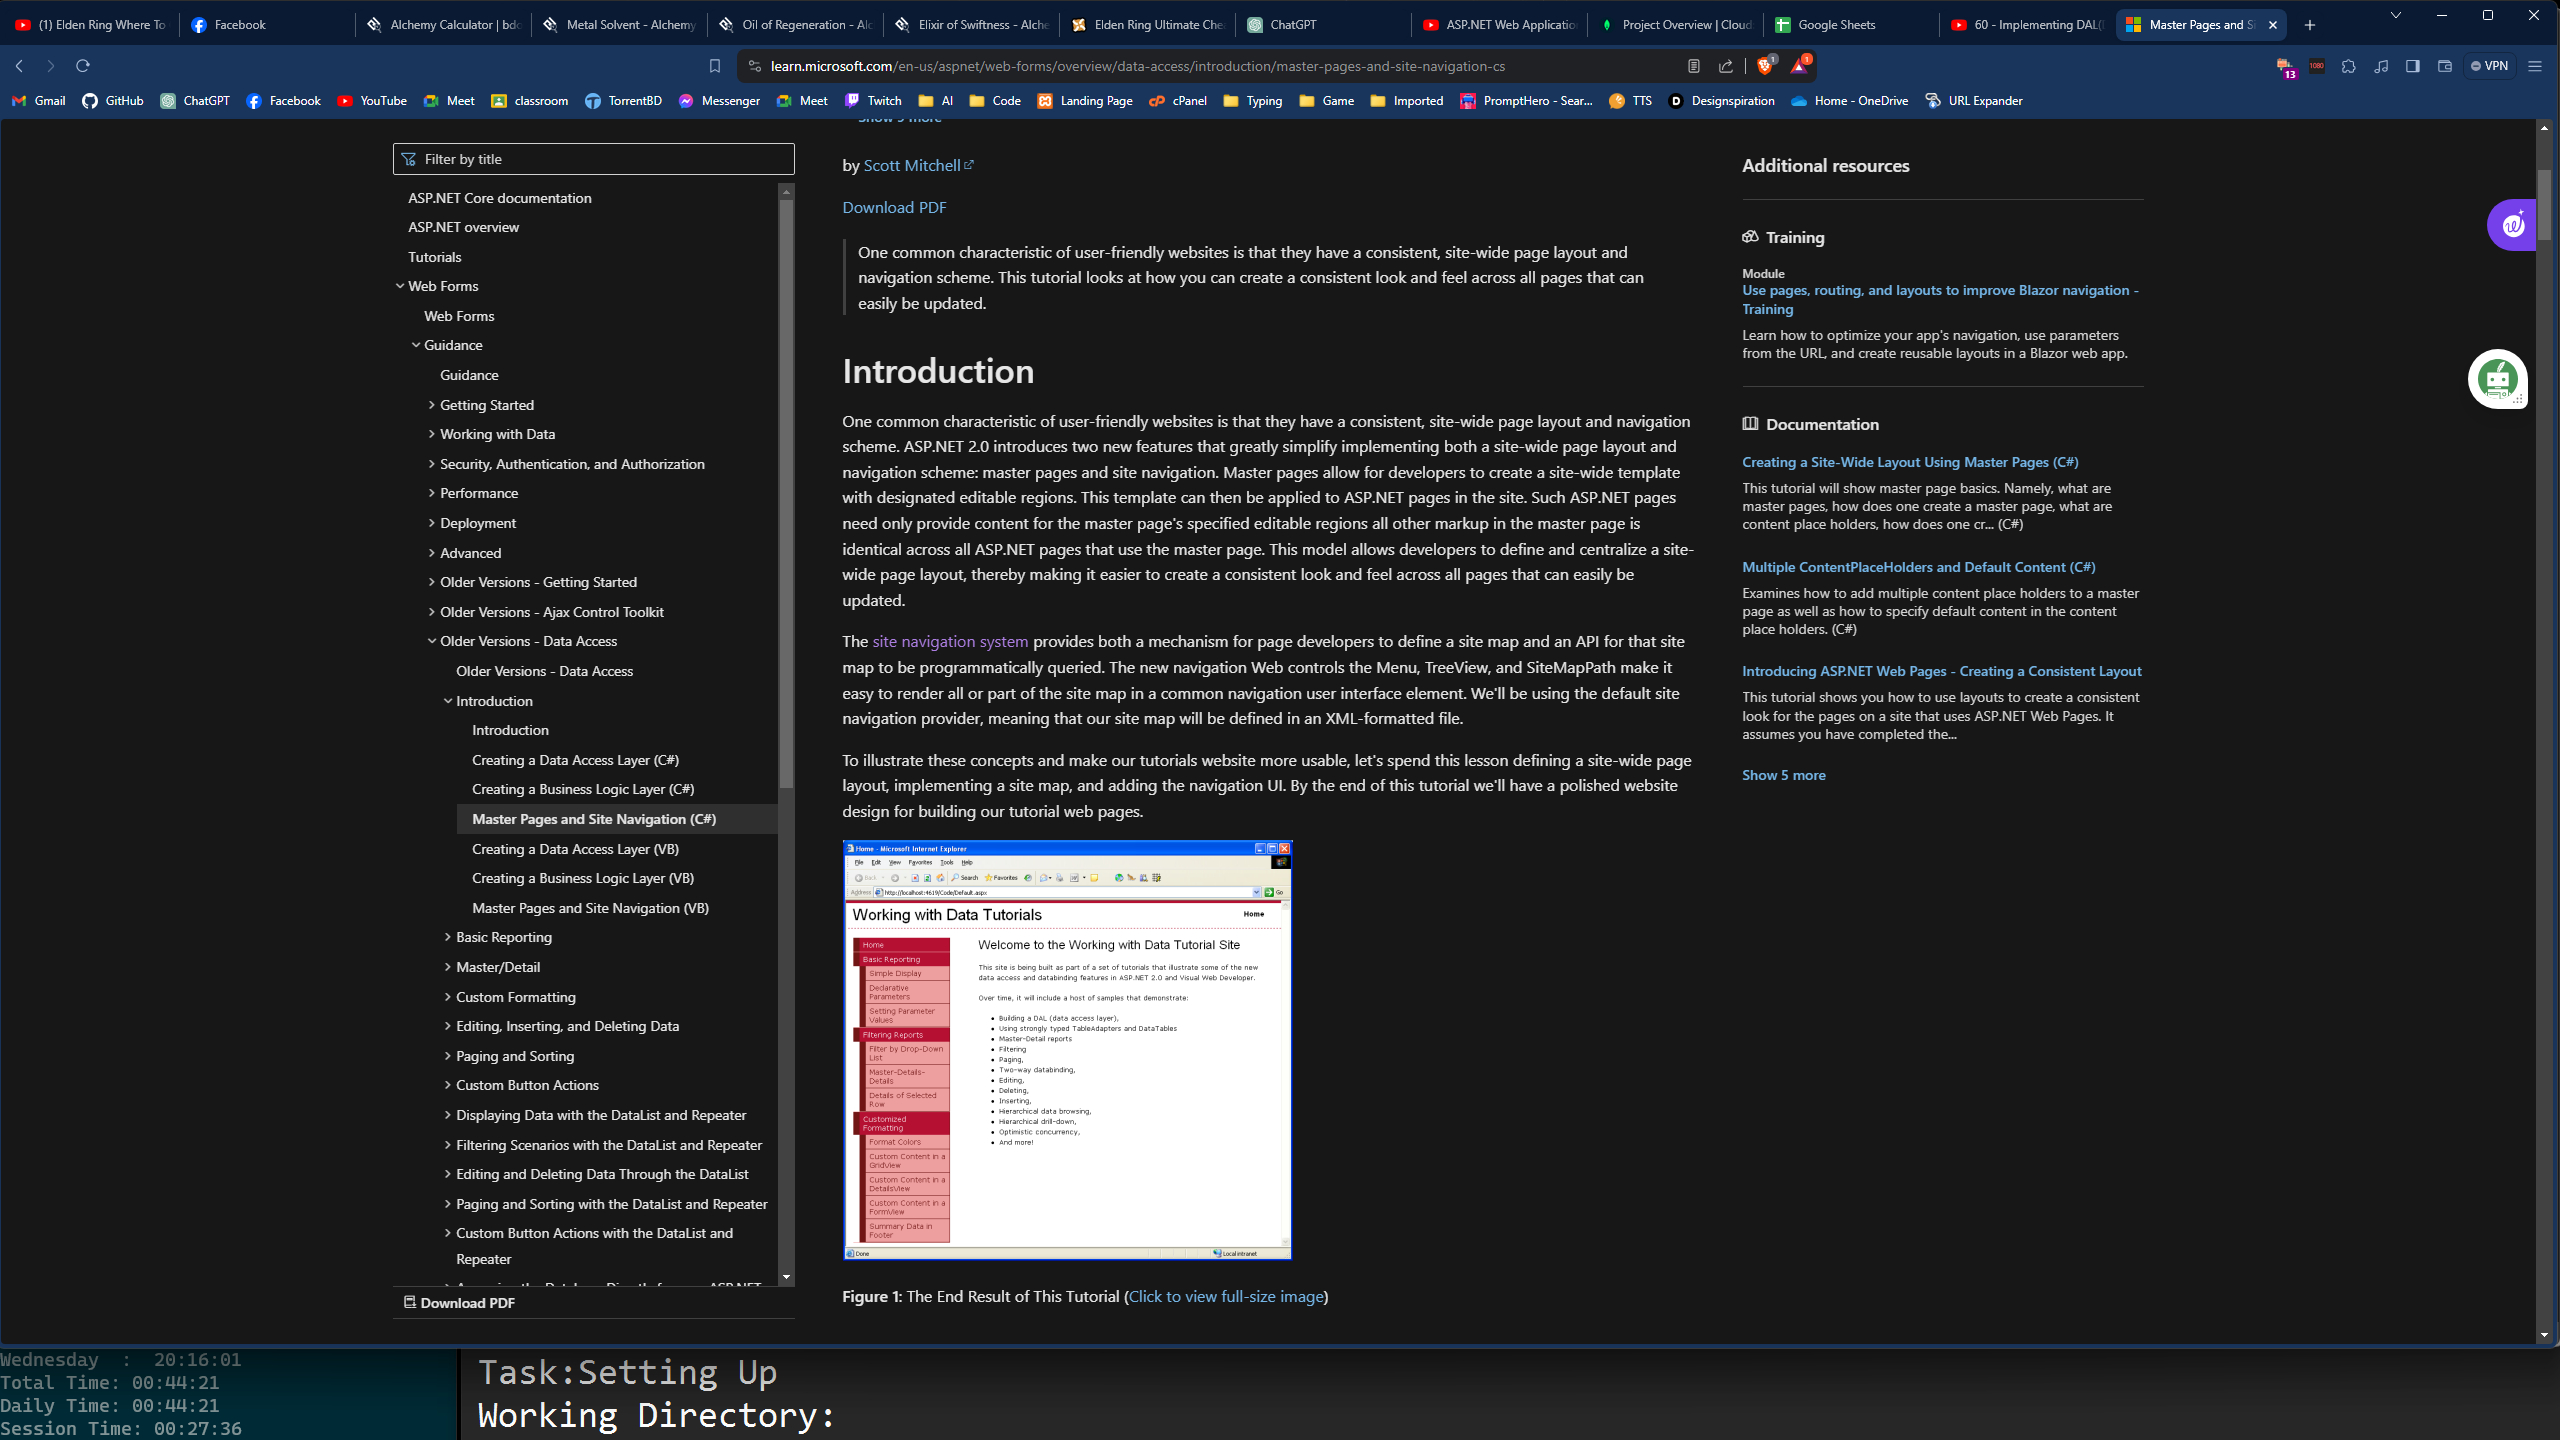 (1) Elden Ring Where To
Facebook
Alchemy Calculator | bdo
Metal Solvent - Alchemy
Oil of Regeneration - Alc
Elixir of Swiftness - Alche
Elden Ring Ultimate Che
ChatGPT
ASP.NET Web Application
Project Overview | Cloud
Google Sheets
60 - Implementing DAL(
Master Pages and Si
learn.microsoft.com/en-us/aspnet/web-forms/overview/data-access/introduction/master-pages-and-site-navigation-cs
1
1
13
1080
VPN
Gmail
GitHub
ChatGPT
Facebook
YouTube
Meet
classroom
TorrentBD
Messenger
Meet
Twitch
AI
Code
Landing Page
cPanel
Typing
Game
Imported
PromptHero - Sear...
TTS
Designspiration
Home - OneDrive
URL Expander
Filter by title
ASP.NET Core documentation
ASP.NET overview
Tutorials
Web Forms
Web Forms
Guidance
Guidance
Getting Started
Working with Data
Security, Authentication, and Authorization
Performance
Deployment
Advanced
Older Versions - Getting Started
Older Versions - Ajax Control Toolkit
Older Versions - Data Access
Older Versions - Data Access
Introduction
Introduction
Creating a Data Access Layer (C#)
Creating a Business Logic Layer (C#)
Master Pages and Site Navigation (C#)
Creating a Data Access Layer (VB)
Creating a Business Logic Layer (VB)
Master Pages and Site Navigation (VB)
Basic Reporting
Master/Detail
Custom Formatting
Editing, Inserting, and Deleting Data
Paging and Sorting
Custom Button Actions
Displaying Data with the DataList and Repeater
Filtering Scenarios with the DataList and Repeater
Editing and Deleting Data Through the DataList
Paging and Sorting with the DataList and Repeater
Custom Button Actions with the DataList and
Repeater
Download PDF
Show 5 more
by Scott Mitchell
Download PDF
One common characteristic of user-friendly websites is that they have a consistent, site-wide page layout and
navigation scheme. This tutorial looks at how you can create a consistent look and feel across all pages that can
easily be updated.
Introduction
One common characteristic of user-friendly websites is that they have a consistent, site-wide page layout and navigation
scheme. ASP.NET 2.0 introduces two new features that greatly simplify implementing both a site-wide page layout and
navigation scheme: master pages and site navigation. Master pages allow for developers to create a site-wide template
with designated editable regions. This template can then be applied to ASP.NET pages in the site. Such ASP.NET pages
need only provide content for the master page's specified editable regions all other markup in the master page is
identical across all ASP.NET pages that use the master page. This model allows developers to define and centralize a site-
wide page layout, thereby making it easier to create a consistent look and feel across all pages that can easily be
updated.
The site navigation system provides both a mechanism for page developers to define a site map and an API for that site
map to be programmatically queried. The new navigation Web controls the Menu, TreeView, and SiteMapPath make it
easy to render all or part of the site map in a common navigation user interface element. We'll be using the default site
navigation provider, meaning that our site map will be defined in an XML-formatted file.
To illustrate these concepts and make our tutorials website more usable, let's spend this lesson defining a site-wide page
layout, implementing a site map, and adding the navigation UI. By the end of this tutorial we'll have a polished website
design for building our tutorial web pages.
Home - Microsoft Internet Explorer
File Edit View Favorites Tools Help
Back Search Favorites
Address http://localhost:4619/Code/Default.aspx Go
Working with Data Tutorials
Home
Home
Basic Reporting
Simple Display
Declarative
Parameters
Setting Parameter
Values
Filtering Reports
Filter by Drop-Down
List
Master-Details-
Details
Details of Selected
Row
Customized
Formatting
Format Colors
Custom Content in a
GridView
Custom Content in a
DetailsView
Custom Content in a
FormView
Summary Data in
Footer
Welcome to the Working with Data Tutorial Site
This site is being built as part of a set of tutorials that illustrate some of the new
data access and databinding features in ASP.NET 2.0 and Visual Web Developer.
Over time, it will include a host of samples that demonstrate:
Building a DAL (data access layer),
Using strongly typed TableAdapters and DataTables
Master-Detail reports
Filtering
Paging,
Two-way databinding,
Editing,
Deleting,
Inserting,
Hierarchical data browsing,
Hierarchical drill-down,
Optimistic concurrency,
And more!
Done
Local intranet
Figure 1: The End Result of This Tutorial (Click to view full-size image)
Additional resources
Training
Module
Use pages, routing, and layouts to improve Blazor navigation -
Training
Learn how to optimize your app's navigation, use parameters
from the URL, and create reusable layouts in a Blazor web app.
Documentation
Creating a Site-Wide Layout Using Master Pages (C#)
This tutorial will show master page basics. Namely, what are
master pages, how does one create a master page, what are
content place holders, how does one cr... (C#)
Multiple ContentPlaceHolders and Default Content (C#)
Examines how to add multiple content place holders to a master
page as well as how to specify default content in the content
place holders. (C#)
Introducing ASP.NET Web Pages - Creating a Consistent Layout
This tutorial shows you how to use layouts to create a consistent
look for the pages on a site that uses ASP.NET Web Pages. It
assumes you have completed the...
Show 5 more
Wednesday : 20:16:01
Total Time: 00:44:21
Daily Time: 00:44:21
Session Time: 00:27:36
Task:Setting Up
Working Directory: